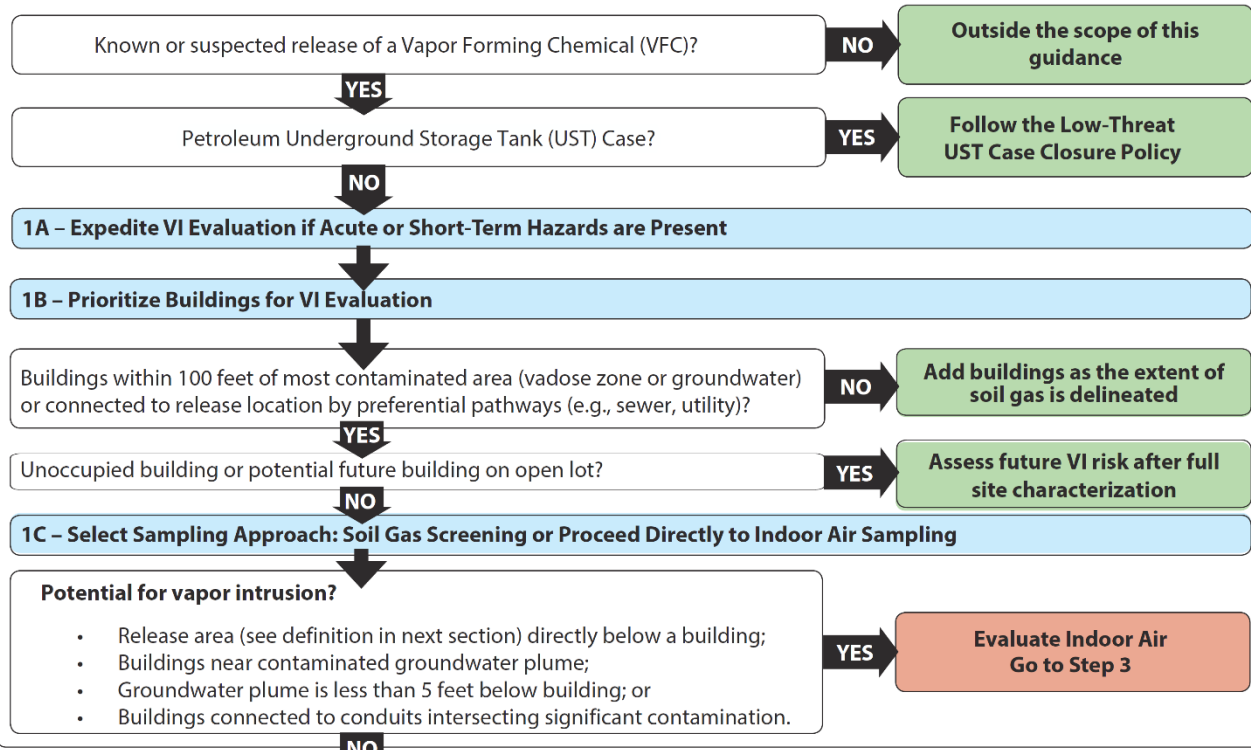 Known or suspected release of a Vapor Forming Chemical (VFC)?
NO
Outside the scope of this
guidance
YES
Petroleum Underground Storage Tank (UST) Case?
YES
Follow the Low-Threat
UST Case Closure Policy
NO
1A – Expedite VI Evaluation if Acute or Short-Term Hazards are Present
1B – Prioritize Buildings for VI Evaluation
Buildings within 100 feet of most contaminated area (vadose zone or groundwater)
or connected to release location by preferential pathways (e.g., sewer, utility)?
NO
Add buildings as the extent of
soil gas is delineated
YES
Unoccupied building or potential future building on open lot?
YES
Assess future VI risk after full
site characterization
NO
1C – Select Sampling Approach: Soil Gas Screening or Proceed Directly to Indoor Air Sampling
Potential for vapor intrusion?
• Release area (see definition in next section) directly below a building;
• Buildings near contaminated groundwater plume;
• Groundwater plume is less than 5 feet below building; or
• Buildings connected to conduits intersecting significant contamination.
YES
Evaluate Indoor Air
Go to Step 3
NO